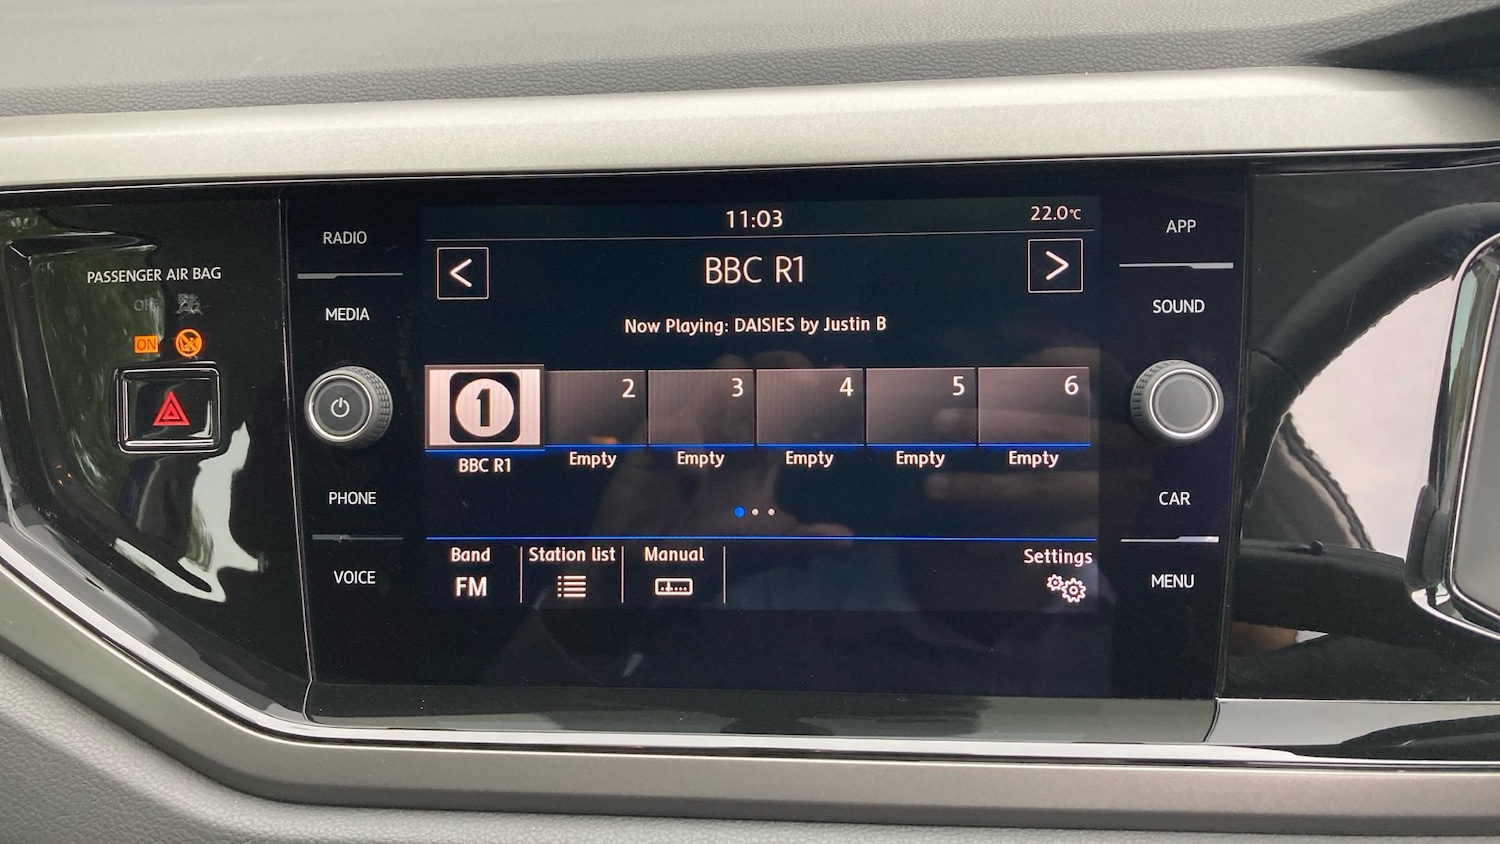 PASSENGER AIR BAG
OFF
ON
RADIO
MEDIA
PHONE
VOICE
11:03
22.0°C
<
BBC R1
>
Now Playing: DAISIES by Justin B
1
2
3
4
5
6
BBC R1
Empty
Empty
Empty
Empty
Empty
Band
Station list
Manual
Settings
FM
APP
SOUND
CAR
MENU